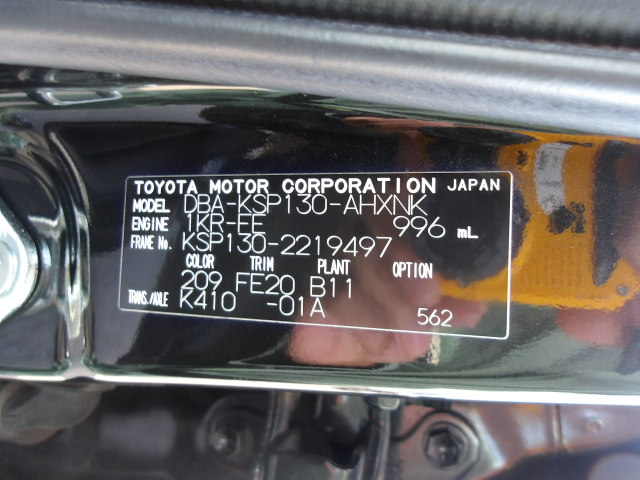 TOYOTA MOTOR CORPORATION JAPAN
MODEL DBA-KSP130-AHXNK
ENGINE 1KR-FE 996 mL
FRAME No. KSP130-2219497
COLOR TRIM PLANT OPTION
209 FE20 B11
TRANS./AXLE K410 -01A
562